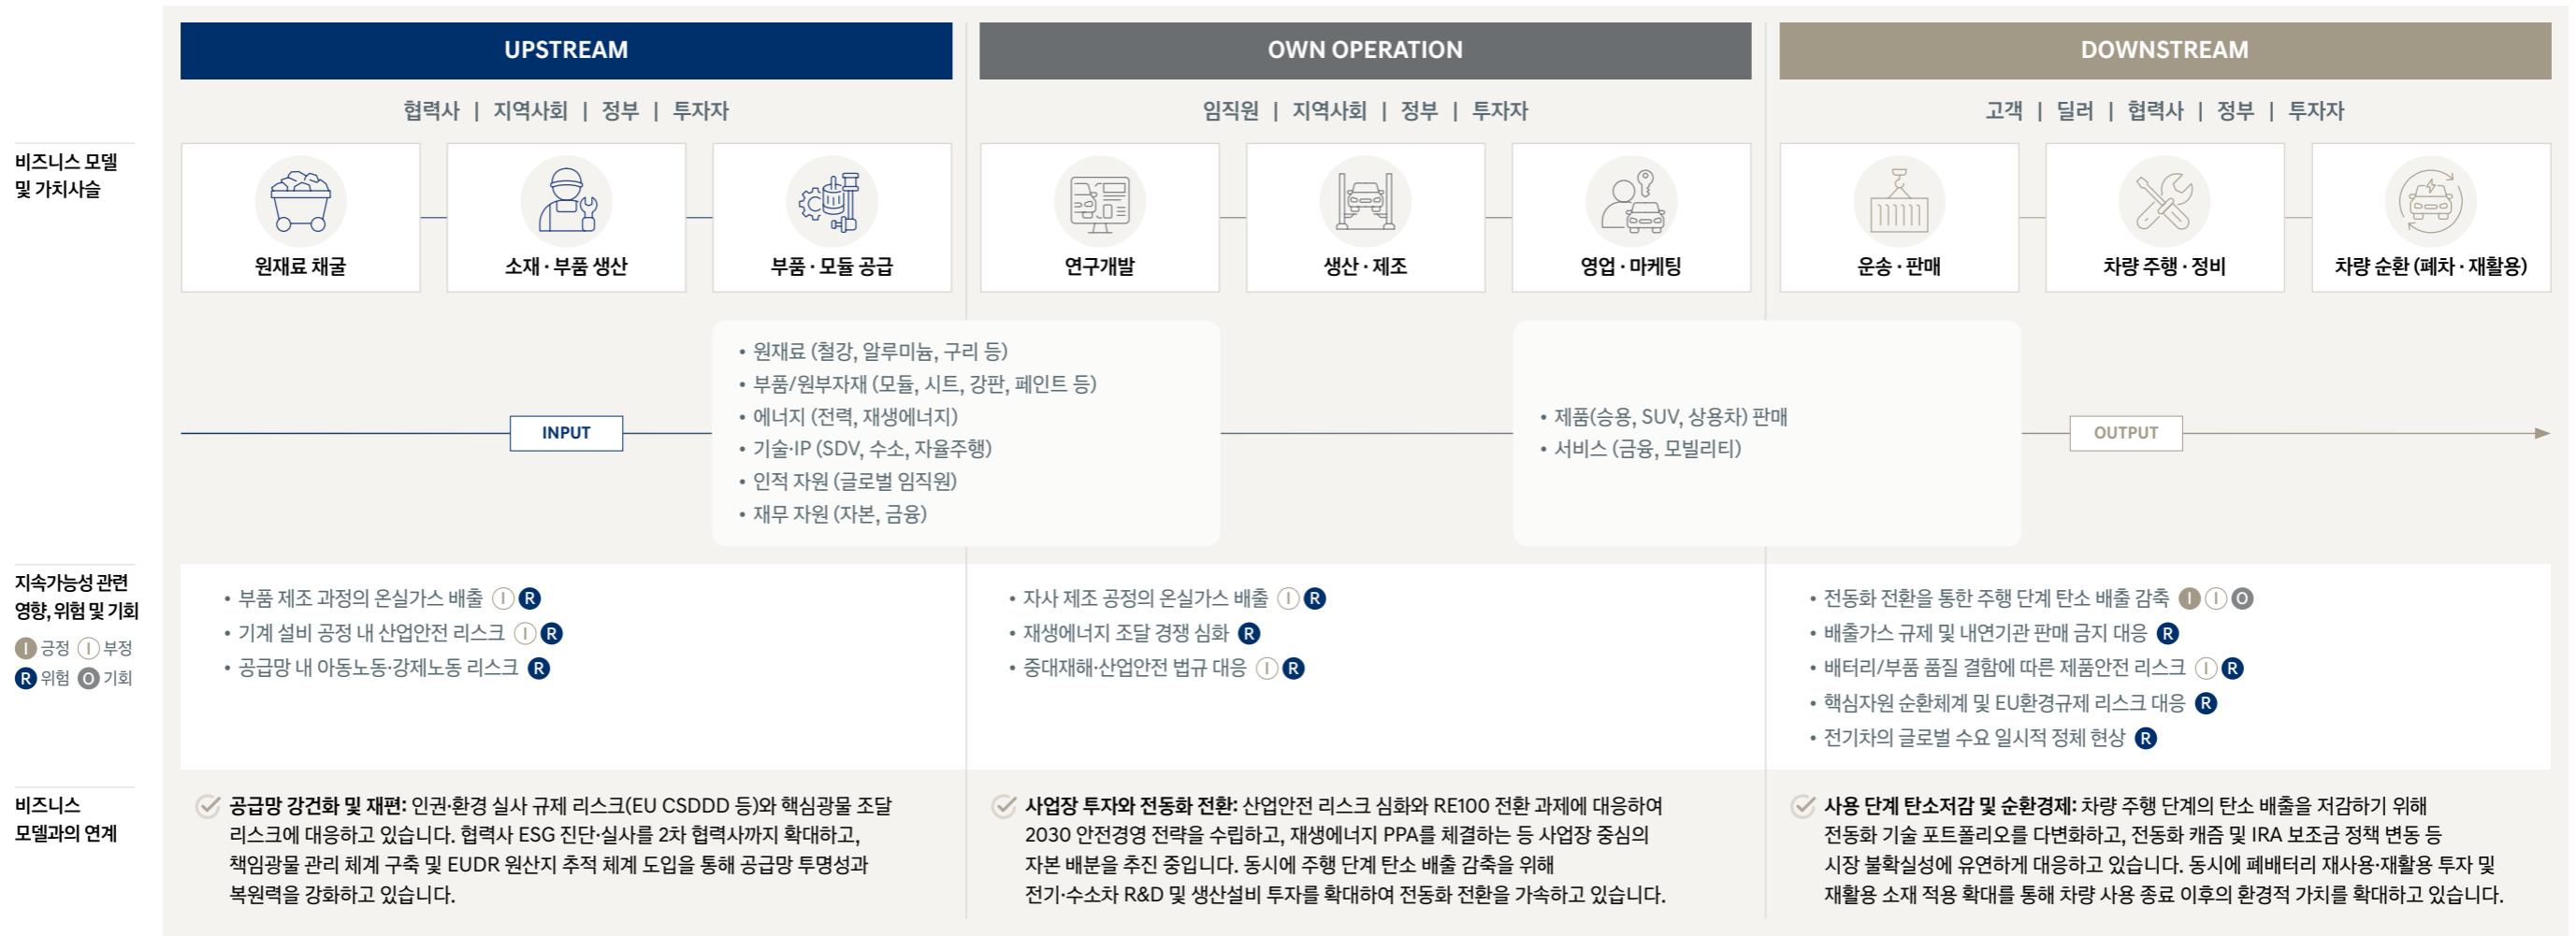 UPSTREAM
OWN OPERATION
DOWNSTREAM
협력사 | 지역사회 | 정부 | 투자자
임직원 | 지역사회 | 정부 | 투자자
고객 | 딜러 | 협력사 | 정부 | 투자자
비즈니스 모델
및 가치사슬
원재료 채굴
소재 · 부품 생산
부품 · 모듈 공급
연구개발
생산 · 제조
영업 · 마케팅
운송 · 판매
차량 주행 · 정비
차량 순환 (폐차 · 재활용)
INPUT
• 원재료 (철강, 알루미늄, 구리 등)
• 부품/원부자재 (모듈, 시트, 강판, 페인트 등)
• 에너지 (전력, 재생에너지)
• 기술·IP (SDV, 수소, 자율주행)
• 인적 자원 (글로벌 임직원)
• 재무 자원 (자본, 금융)
• 제품(승용, SUV, 상용차) 판매
• 서비스 (금융, 모빌리티)
OUTPUT
지속가능성 관련
영향, 위험 및 기회
I 긍정 I 부정
R 위험 O 기회
• 부품 제조 과정의 온실가스 배출 I R
• 기계 설비 공정 내 산업안전 리스크 I R
• 공급망 내 아동노동·강제노동 리스크 R
• 자사 제조 공정의 온실가스 배출 I R
• 재생에너지 조달 경쟁 심화 R
• 중대재해·산업안전 법규 대응 I R
• 전동화 전환을 통한 주행 단계 탄소 배출 감축 I I O
• 배출가스 규제 및 내연기관 판매 금지 대응 R
• 배터리/부품 품질 결함에 따른 제품안전 리스크 I R
• 핵심자원 순환체계 및 EU환경규제 리스크 대응 R
• 전기차의 글로벌 수요 일시적 정체 현상 R
비즈니스
모델과의 연계
공급망 강건화 및 재편: 인권·환경 실사 규제 리스크(EU CSDDD 등)와 핵심광물 조달
리스크에 대응하고 있습니다. 협력사 ESG 진단·실사를 2차 협력사까지 확대하고,
책임광물 관리 체계 구축 및 EUDR 원산지 추적 체계 도입을 통해 공급망 투명성과
복원력을 강화하고 있습니다.
사업장 투자와 전동화 전환: 산업안전 리스크 심화와 RE100 전환 과제에 대응하여
2030 안전경영 전략을 수립하고, 재생에너지 PPA를 체결하는 등 사업장 중심의
자본 배분을 추진 중입니다. 동시에 주행 단계 탄소 배출 감축을 위해
전기·수소차 R&D 및 생산설비 투자를 확대하여 전동화 전환을 가속하고 있습니다.
사용 단계 탄소저감 및 순환경제: 차량 주행 단계의 탄소 배출을 저감하기 위해
전동화 기술 포트폴리오를 다변화하고, 전동화 캐즘 및 IRA 보조금 정책 변동 등
시장 불확실성에 유연하게 대응하고 있습니다. 동시에 폐배터리 재사용·재활용 투자 및
재활용 소재 적용 확대를 통해 차량 사용 종료 이후의 환경적 가치를 확대하고 있습니다.